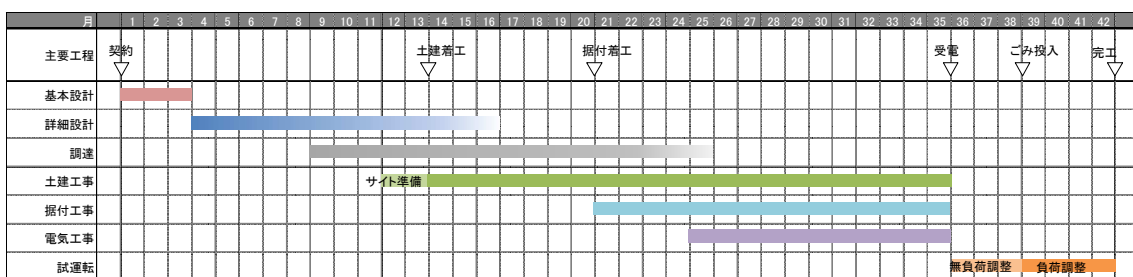 月 1 2 3 4 5 6 7 8 9 10 11 12 13 14 15 16 17 18 19 20 21 22 23 24 25 26 27 28 29 30 31 32 33 34 35 36 37 38 39 40 41 42
主要工程 契約 土建着工 据付着工 受電 ごみ投入 完工
基本設計
詳細設計
調達
土建工事 サイト準備
据付工事
電気工事
試運転 無負荷調整 負荷調整